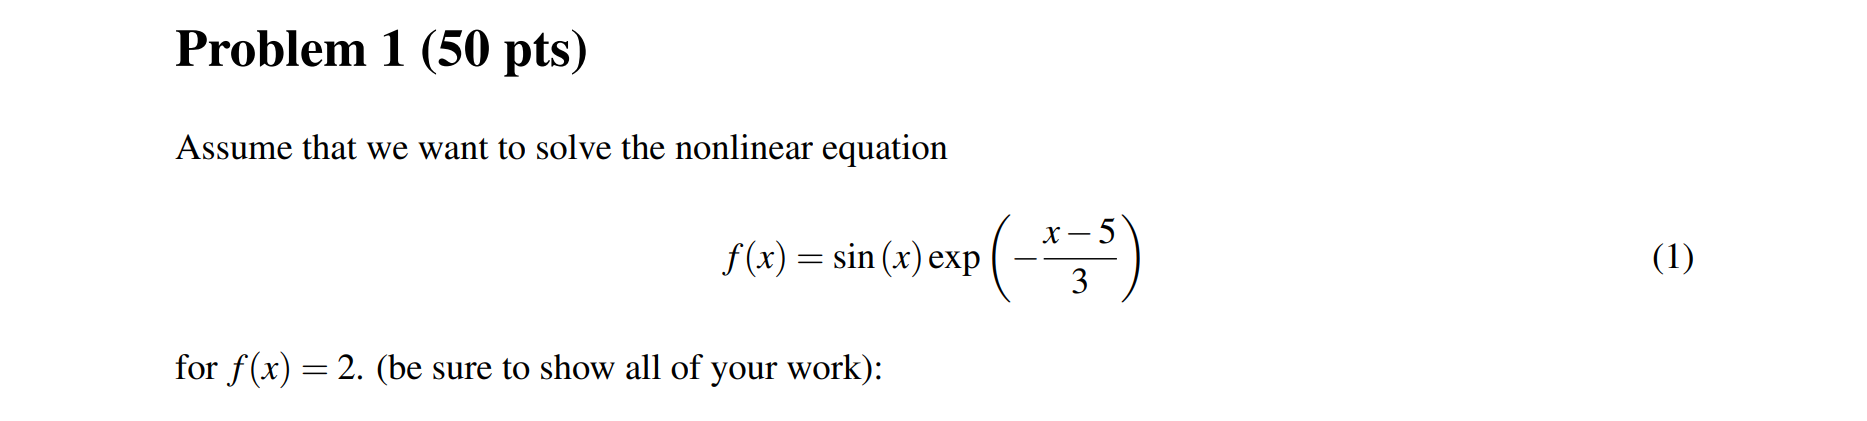 Problem 1 (50 pts)
Assume that we want to solve the nonlinear equation
f(x) = sin(x) exp(−(x−5)/3) (1)
for f(x) = 2. (be sure to show all of your work):